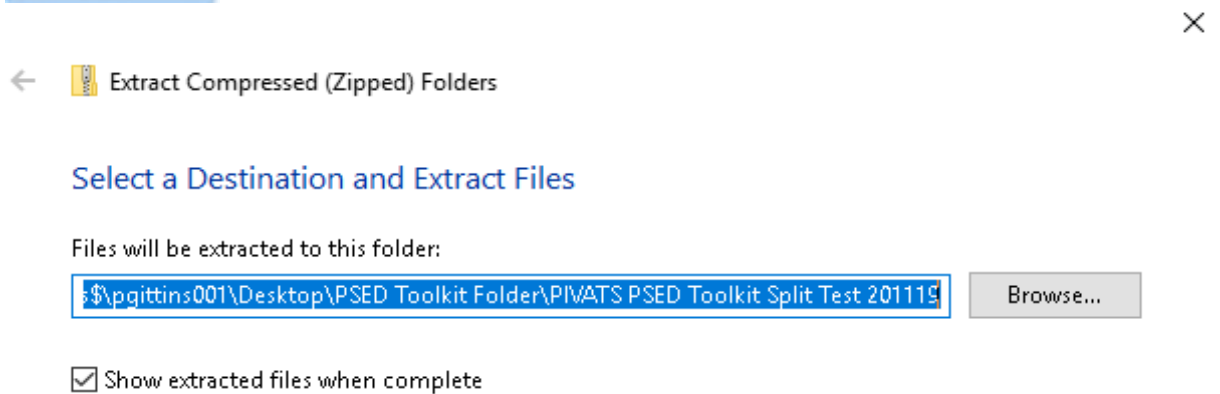 Extract Compressed (Zipped) Folders
Select a Destination and Extract Files
Files will be extracted to this folder:
s$\pgittins001\Desktop\PSED Toolkit Folder\PIVATS PSED Toolkit Split Test 201119
Browse...
Show extracted files when complete